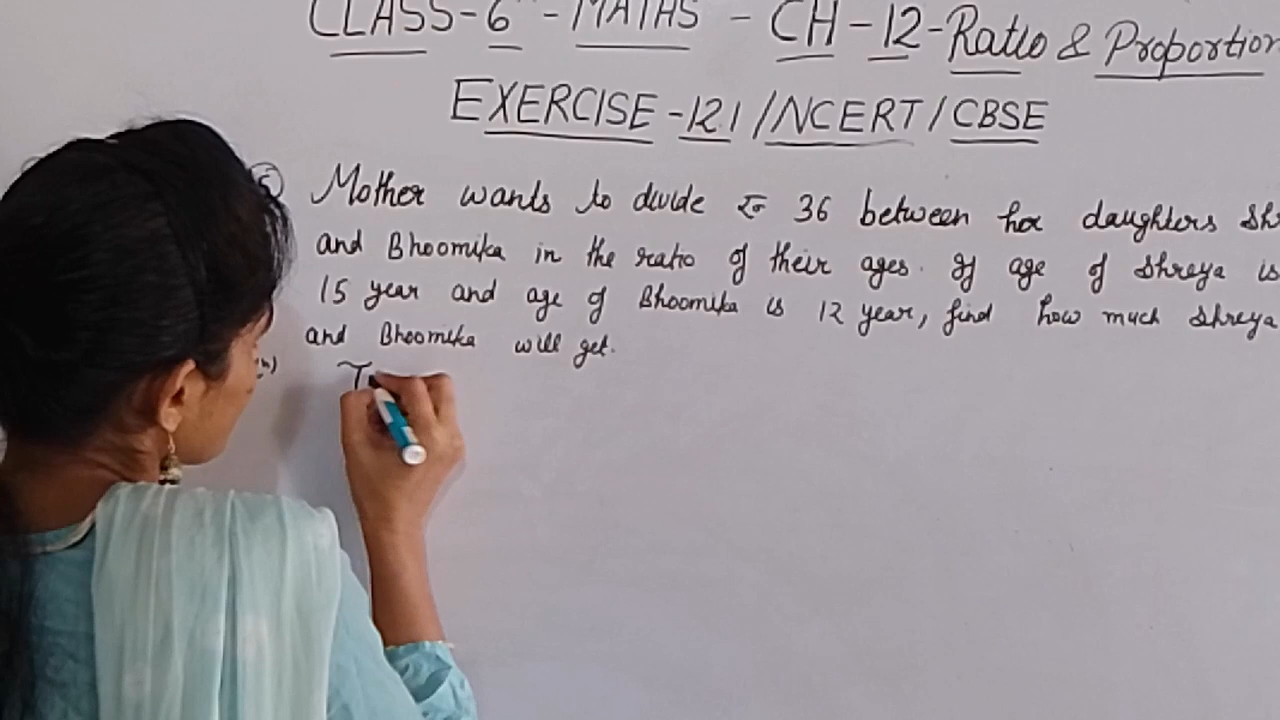 CLASS-6 - MATHS - CH-12-Ratio & Proportion
EXERCISE-12.1/NCERT/CBSE
Mother wants to divide रु 36 between her daughters Sh
and Bhoomika in the ratio of their ages. If age of Shreya is
15 year and age of Bhoomika is 12 year, find how much Shreya
and Bhoomika will get.
T